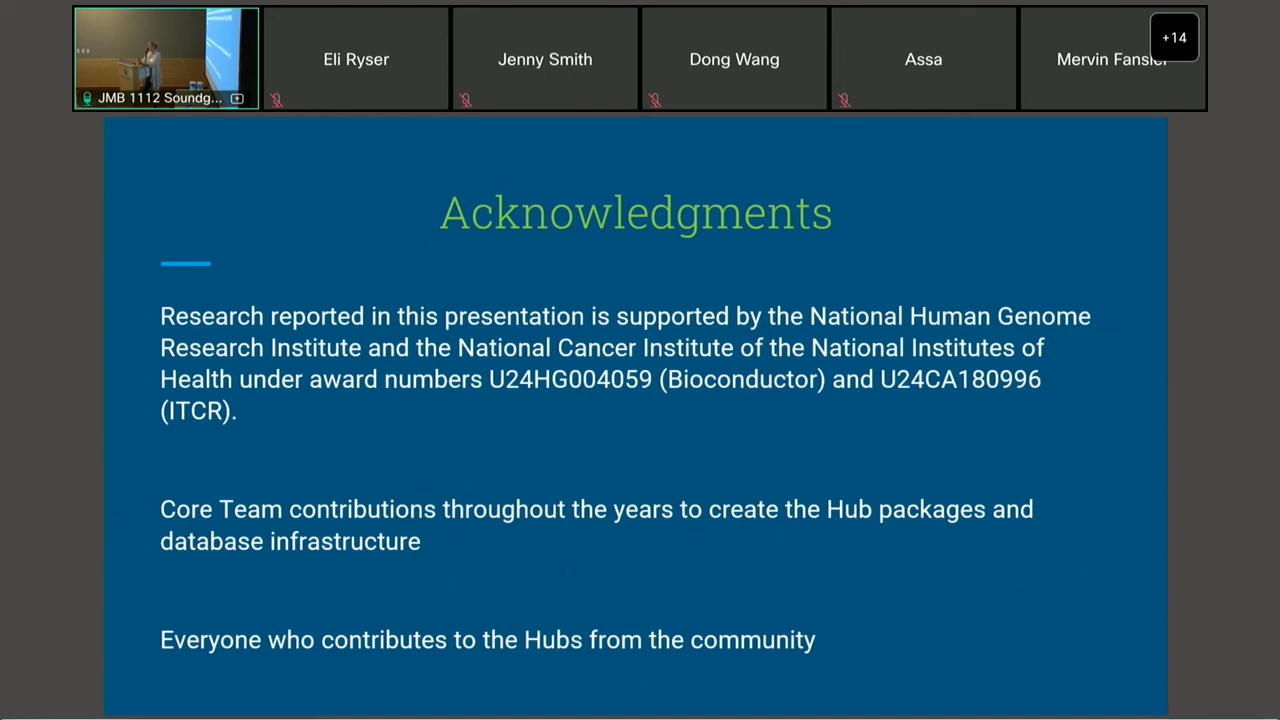 JMB 1112 Soundg...
Eli Ryser
Jenny Smith
Dong Wang
Assa
Mervin Fansler
+14
Acknowledgments
Research reported in this presentation is supported by the National Human Genome
Research Institute and the National Cancer Institute of the National Institutes of
Health under award numbers U24HG004059 (Bioconductor) and U24CA180996
(ITCR).
Core Team contributions throughout the years to create the Hub packages and
database infrastructure
Everyone who contributes to the Hubs from the community